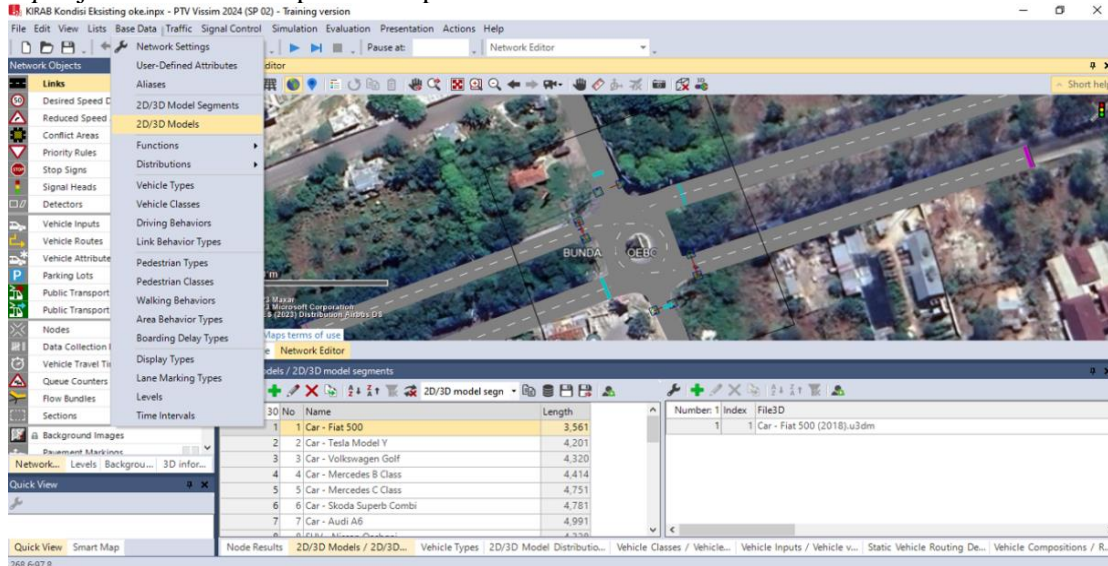 KIRAB Kondisi Eksisting oke.inpx - PTV Vissim 2024 (SP 02) - Training version
File Edit View Lists Base Data Traffic Signal Control Simulation Evaluation Presentation Actions Help
Pause at: Network Editor
Network Objects
Links
Desired Speed D
Reduced Speed
Conflict Areas
Priority Rules
Stop Signs
Signal Heads
Detectors
Vehicle Inputs
Vehicle Routes
Vehicle Attribute
Parking Lots
Public Transport
Public Transport
Nodes
Data Collection
Vehicle Travel Ti
Queue Counters
Flow Bundles
Sections
Background Images
Pavement Markings
Network... Levels Backgrou... 3D infor...
Quick View
Quick View Smart Map
Network Settings
User-Defined Attributes
Aliases
2D/3D Model Segments
2D/3D Models
Functions
Distributions
Vehicle Types
Vehicle Classes
Driving Behaviors
Link Behavior Types
Pedestrian Types
Pedestrian Classes
Walking Behaviors
Area Behavior Types
Boarding Delay Types
Display Types
Lane Marking Types
Levels
Time Intervals
Short help
BUNDA OEBO
Maxar
Microsoft Corporation
(2023) Distribution Airbus DS
Maps terms of use
Network Editor
2D/3D model segments
2D/3D model segn
30 No Name Length
1 1 Car - Fiat 500 3,561
2 2 Car - Tesla Model Y 4,201
3 3 Car - Volkswagen Golf 4,320
4 4 Car - Mercedes B Class 4,414
5 5 Car - Mercedes C Class 4,751
6 6 Car - Skoda Superb Combi 4,781
7 7 Car - Audi A6 4,991
Number: 1 Index File3D
1 1 Car - Fiat 500 (2018).u3dm
Node Results 2D/3D Models / 2D/3D... Vehicle Types 2D/3D Model Distributio... Vehicle Classes / Vehicle... Vehicle Inputs / Vehicle v... Static Vehicle Routing De... Vehicle Compositions / R...